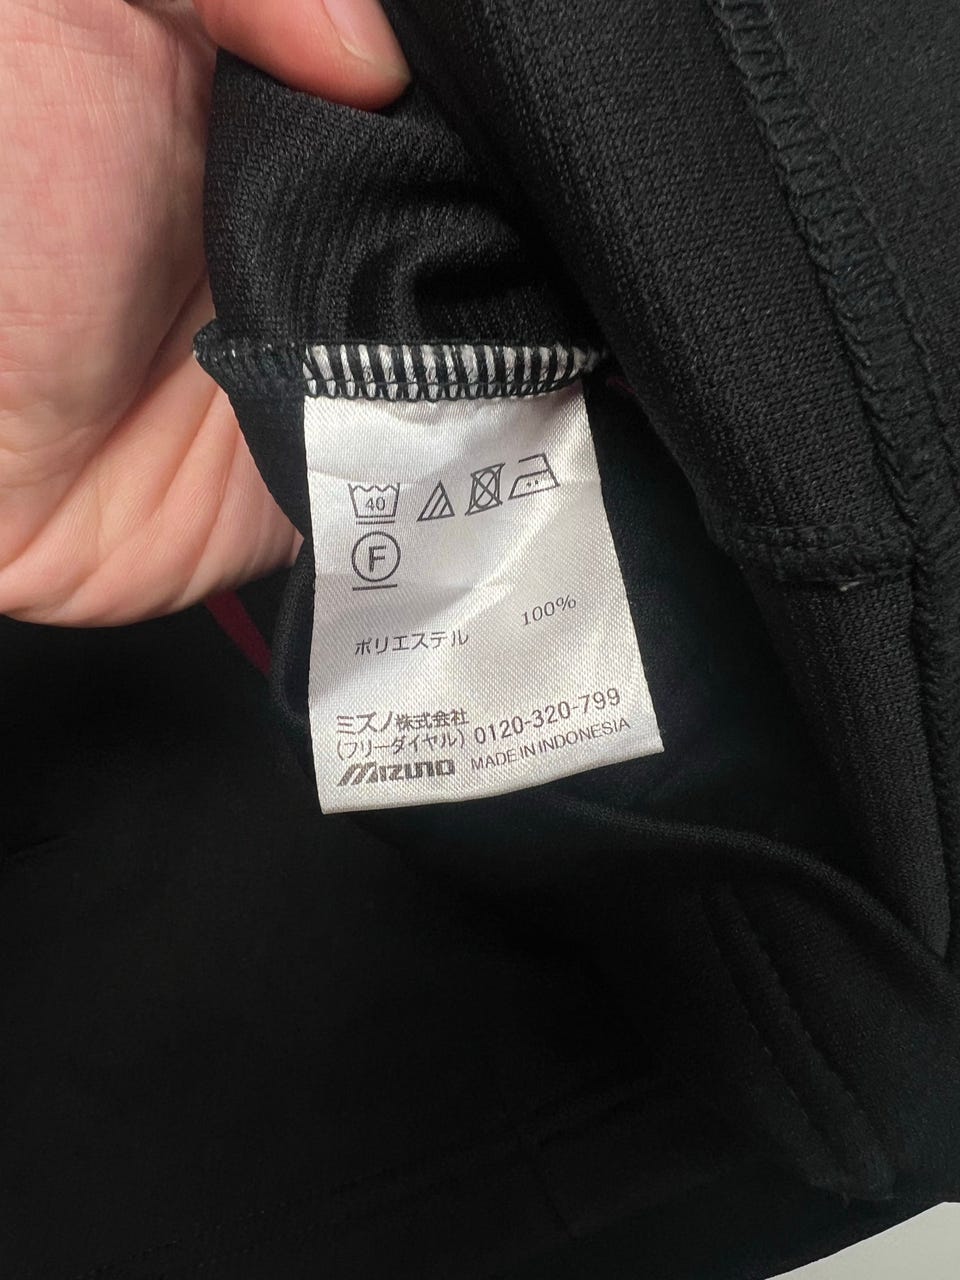 40
F
ポリエステル 100%
ミズノ株式会社
(フリーダイヤル) 0120-320-799
MIZUNO MADE IN INDONESIA